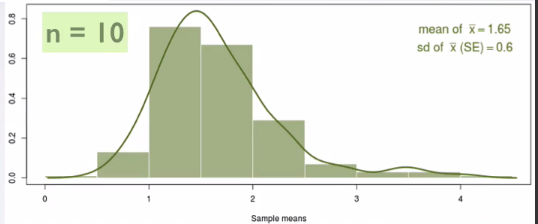 n = 10
mean of x̄ = 1.65
sd of x̄ (SE) = 0.6
0.8
0.6
0.4
0.2
0.0
0 1 2 3 4
Sample means